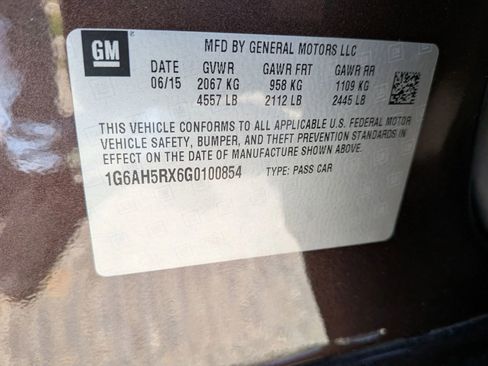 GM
MFD BY GENERAL MOTORS LLC
DATE GVWR GAWR FRT GAWR RR
06/15 2067 KG 958 KG 1109 KG
4557 LB 2112 LB 2445 LB
THIS VEHICLE CONFORMS TO ALL APPLICABLE U.S. FEDERAL MOTOR
VEHICLE SAFETY, BUMPER, AND THEFT PREVENTION STANDARDS IN
EFFECT ON THE DATE OF MANUFACTURE SHOWN ABOVE.
1G6AH5RX6G0100854 TYPE: PASS CAR